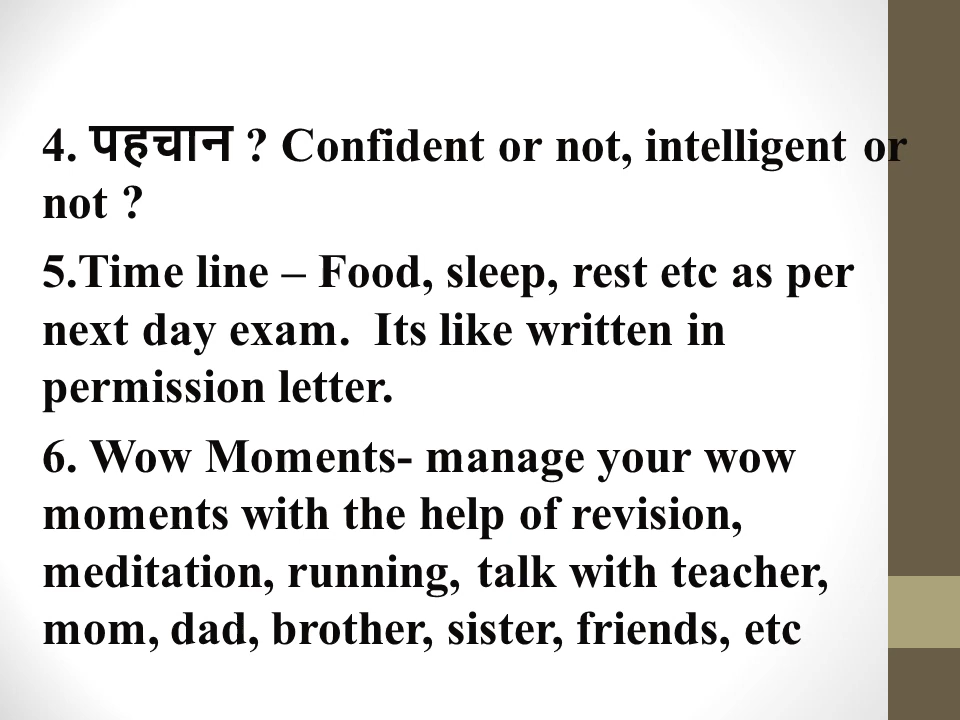 4. पहचान ? Confident or not, intelligent or
not ?
5.Time line – Food, sleep, rest etc as per
next day exam.  Its like written in
permission letter.
6. Wow Moments- manage your wow
moments with the help of revision,
meditation, running, talk with teacher,
mom, dad, brother, sister, friends, etc